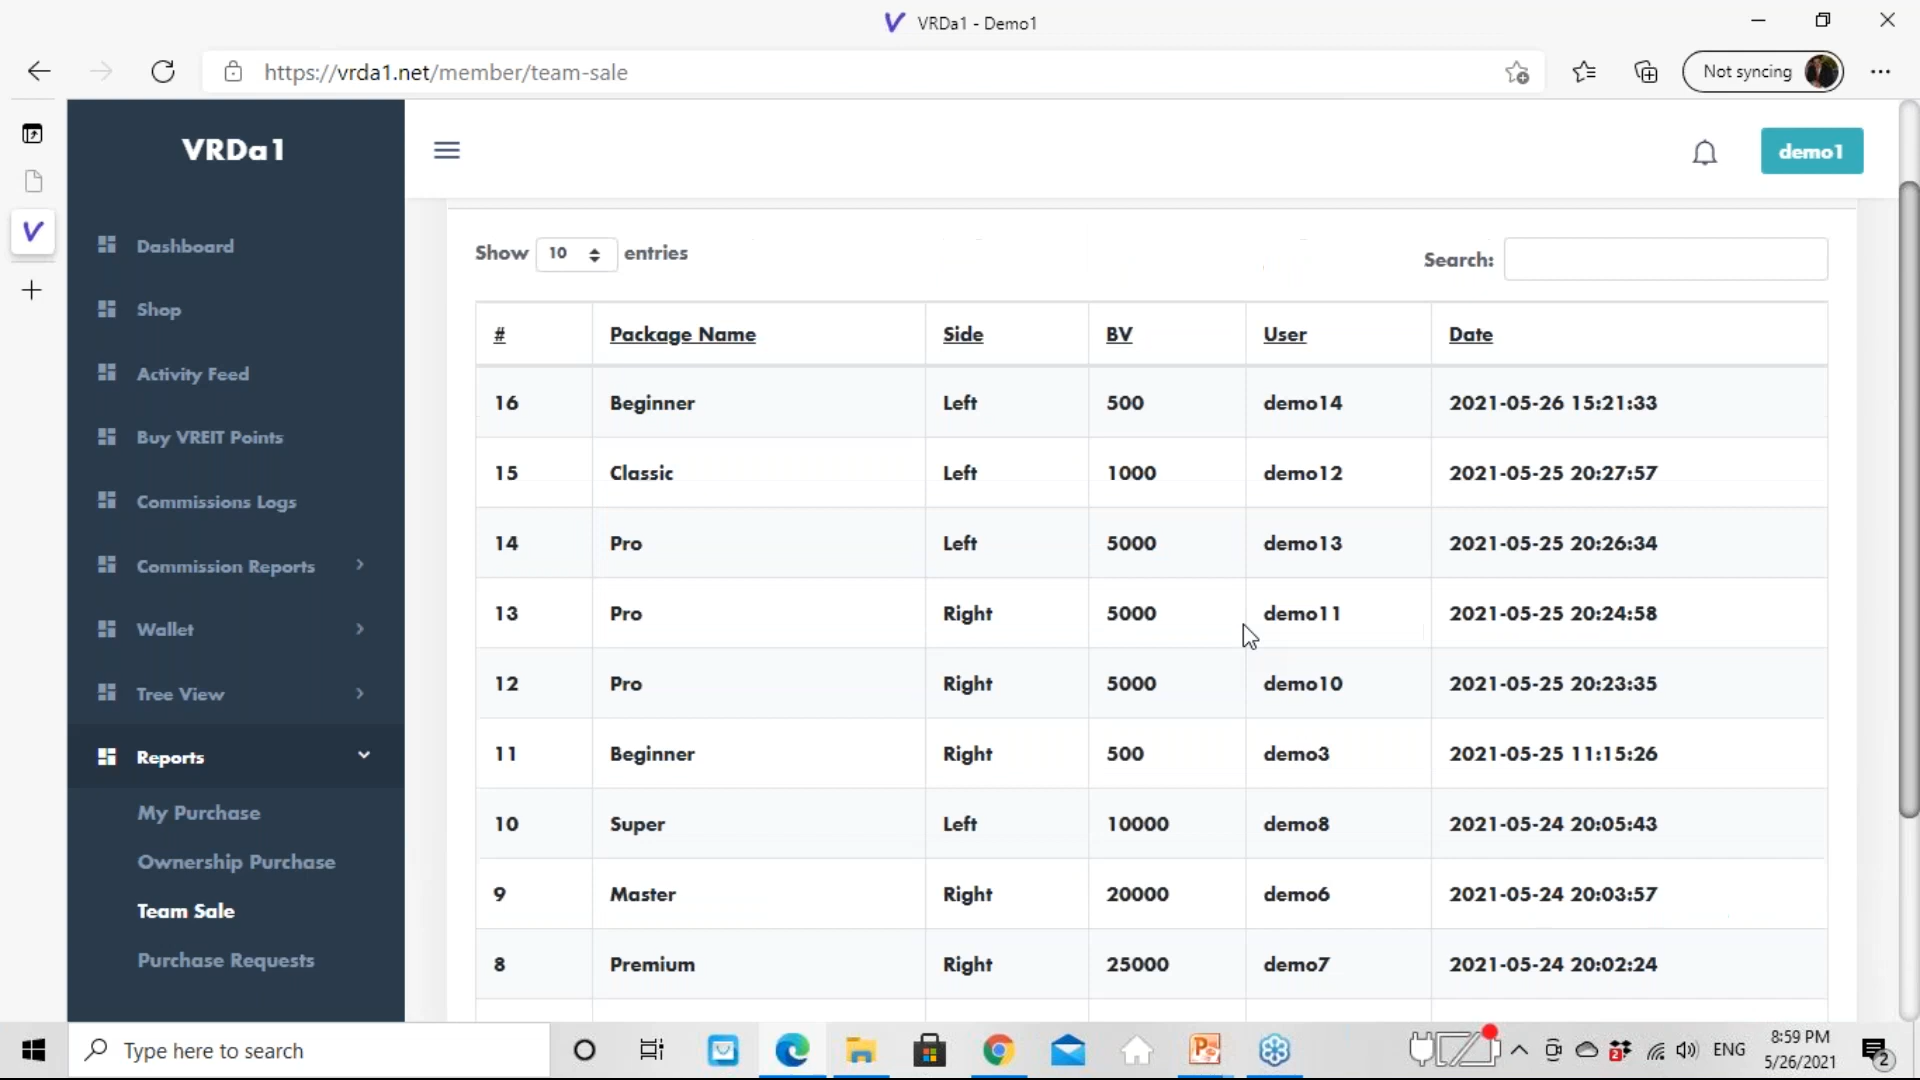 VRDa1 - Demo1
https://vrda1.net/member/team-sale
Not syncing
VRDa1
demo1
Dashboard
Shop
Activity Feed
Buy VREIT Points
Commissions Logs
Commission Reports
Wallet
Tree View
Reports
My Purchase
Ownership Purchase
Team Sale
Purchase Requests
Show 10 entries
Search:
# Package Name Side BV User Date
16 Beginner Left 500 demo14 2021-05-26 15:21:33
15 Classic Left 1000 demo12 2021-05-25 20:27:57
14 Pro Left 5000 demo13 2021-05-25 20:26:34
13 Pro Right 5000 demo11 2021-05-25 20:24:58
12 Pro Right 5000 demo10 2021-05-25 20:23:35
11 Beginner Right 500 demo3 2021-05-25 11:15:26
10 Super Left 10000 demo8 2021-05-24 20:05:43
9 Master Right 20000 demo6 2021-05-24 20:03:57
8 Premium Right 25000 demo7 2021-05-24 20:02:24
Type here to search
2
ENG
8:59 PM
5/26/2021
2